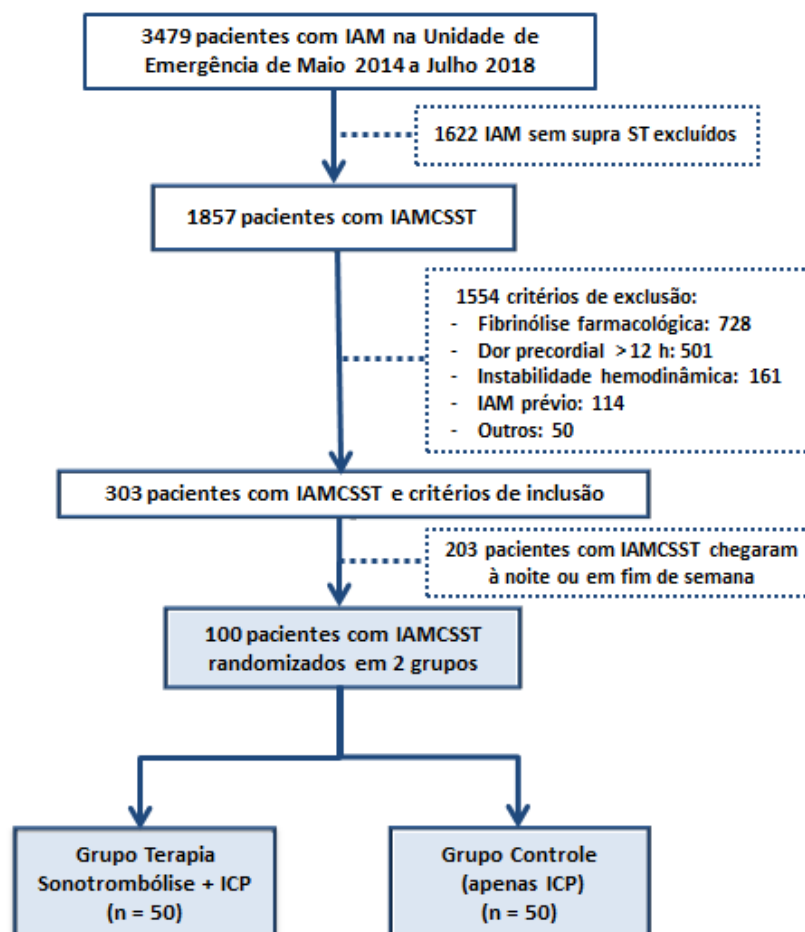 3479 pacientes com IAM na Unidade de
Emergência de Maio 2014 a Julho 2018
1622 IAM sem supra ST excluídos
1857 pacientes com IAMCSST
1554 critérios de exclusão:
- Fibrinólise farmacológica: 728
- Dor precordial > 12 h: 501
- Instabilidade hemodinâmica: 161
- IAM prévio: 114
- Outros: 50
303 pacientes com IAMCSST e critérios de inclusão
203 pacientes com IAMCSST chegaram
à noite ou em fim de semana
100 pacientes com IAMCSST
randomizados em 2 grupos
Grupo Terapia
Sonotrombólise + ICP
(n = 50)
Grupo Controle
(apenas ICP)
(n = 50)